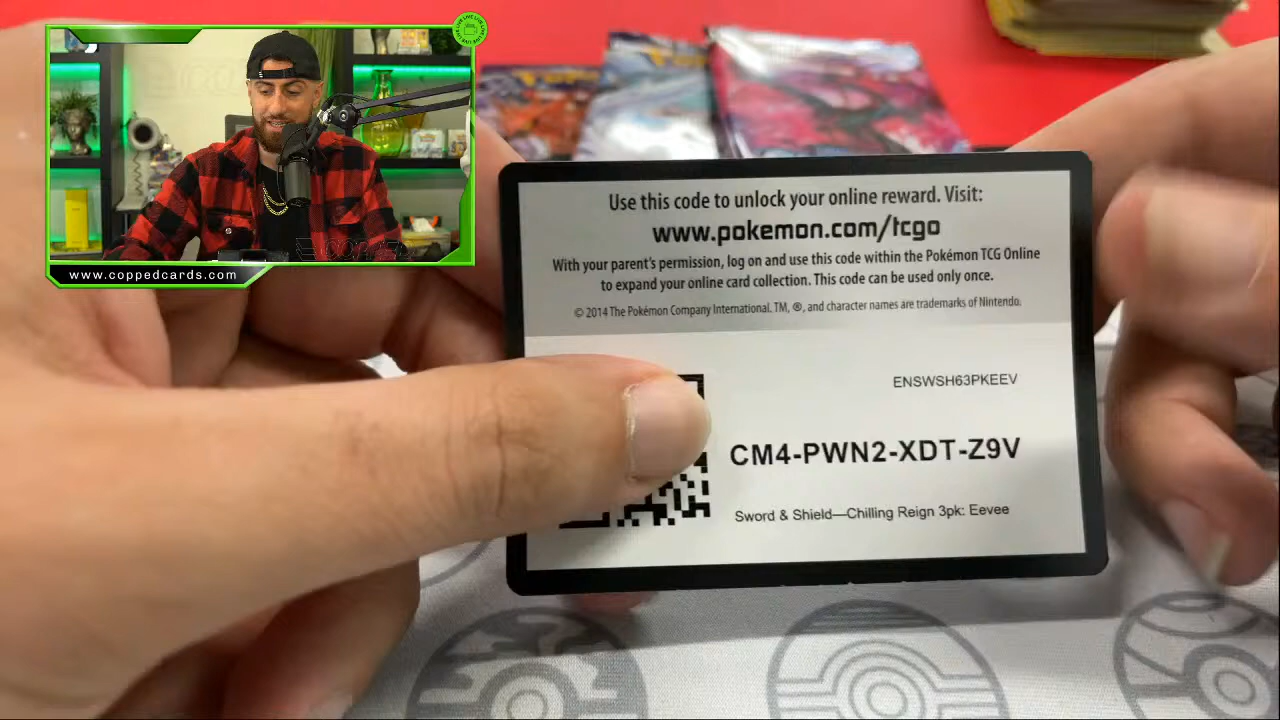 LIVE LIVE LIVE
www.coppedcards.com
Use this code to unlock your online reward. Visit:
www.pokemon.com/tcgo
With your parent's permission, log on and use this code within the Pokémon TCG Online
to expand your online card collection. This code can be used only once.
© 2014 The Pokémon Company International. TM, ®, and character names are trademarks of Nintendo.
ENSWSH63PKEEV
CM4-PWN2-XDT-Z9V
Sword & Shield—Chilling Reign 3pk: Eevee